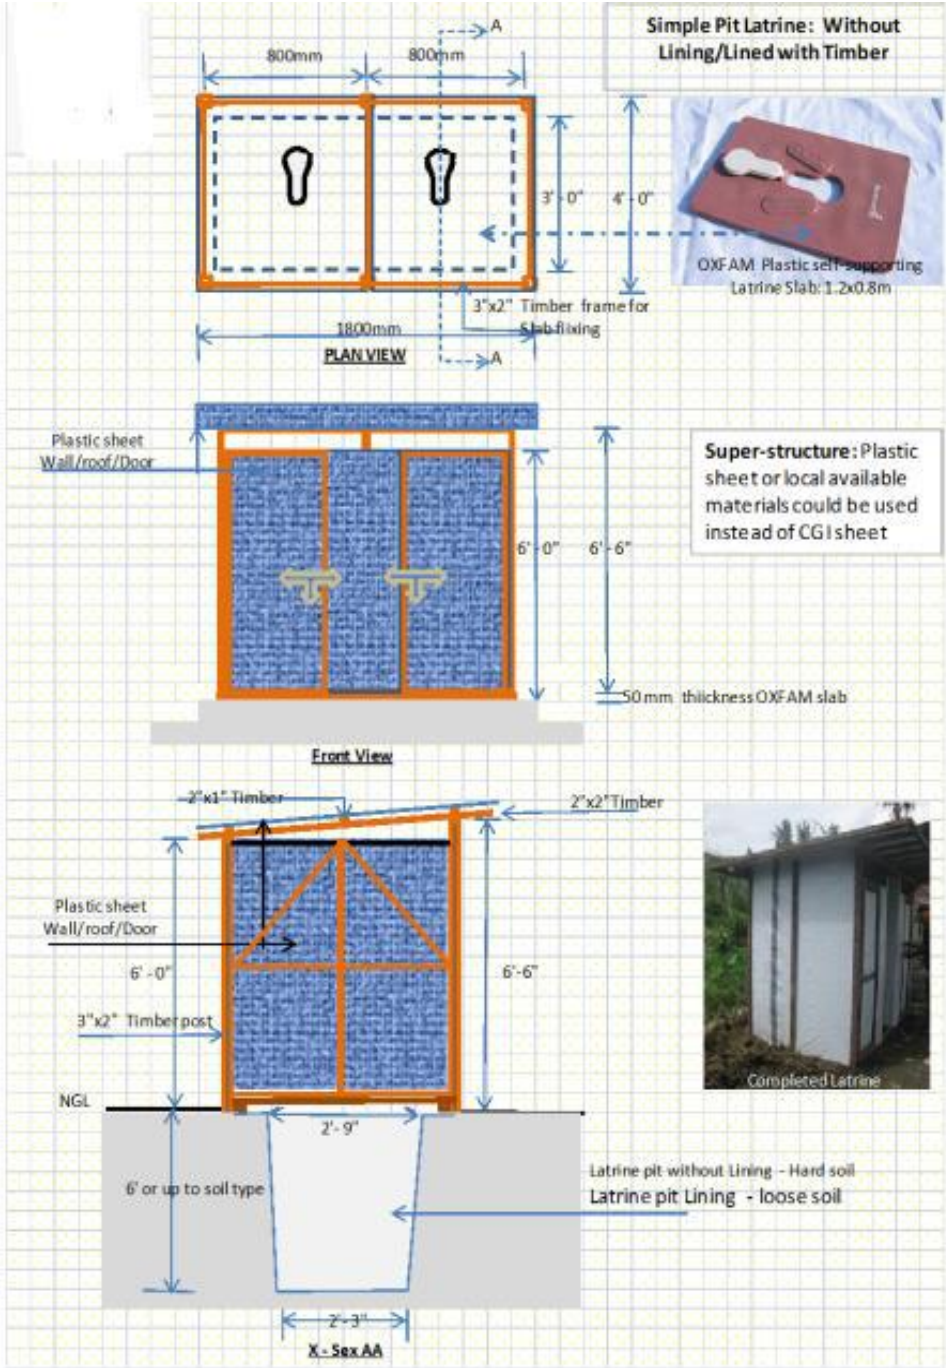 Simple Pit Latrine: Without
Lining/Lined with Timber
A
800mm
800mm
3'-0"
4'-0"
OXFAM Plastic self-supporting
Latrine Slab: 1.2x0.8m
3"x2" Timber frame for
Slab fiixing
1800mm
PLAN VIEW
A
Plastic sheet
Wall/roof/Door
Super-structure: Plastic
sheet or local available
materials could be used
instead of CGI sheet
6'-0"
6'-6"
50 mm thiickness OXFAM slab
Front View
2"x1" Timber
2"x2" Timber
Plastic sheet
Wall/roof/Door
6'-0"
6'-6"
3"x2" Timber post
Completed Latrine
NGL
2'-9"
6' or up to soil type
Latrine pit without Lining - Hard soil
Latrine pit Lining - loose soil
2'-3"
X - Sex AA